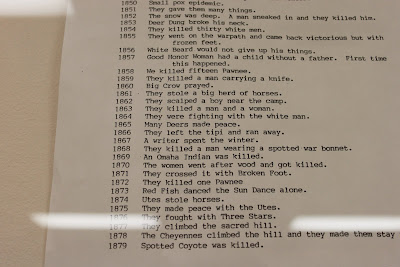 1850 Small pox epidemic.
1851 They gave them many things.
1852 The snow was deep. A man sneaked in and they killed him.
1853 Deer Dung broke his neck.
1854 They killed thirty white men.
1855 They went on the warpath and came back victorious but with
frozen feet.
1856 White Beard would not give up his things.
1857 Good Honor Woman had a child without a father. First time
this happened.
1858 We killed fifteen Pawnee.
1859 They killed a man carrying a knife.
1860 Big Crow prayed.
1861 They stole a big herd of horses.
1862 They scalped a boy near the camp.
1863 They killed a man and a woman.
1864 They were fighting with the white man.
1865 Many Deers made peace.
1866 They left the tipi and ran away.
1867 A writer spent the winter.
1868 They killed a man wearing a spotted war bonnet.
1869 An Omaha Indian was killed.
1870 The women went after wood and got killed.
1871 They crossed it with Broken Foot.
1872 They killed one Pawnee
1873 Red Fish danced the Sun Dance alone.
1874 Utes stole horses.
1875 They made peace with the Utes.
1876 They fought with Three Stars.
1877 They climbed the sacred hill.
1878 The Cheyennes climbed the hill and they made them stay
1879 Spotted Coyote was killed.